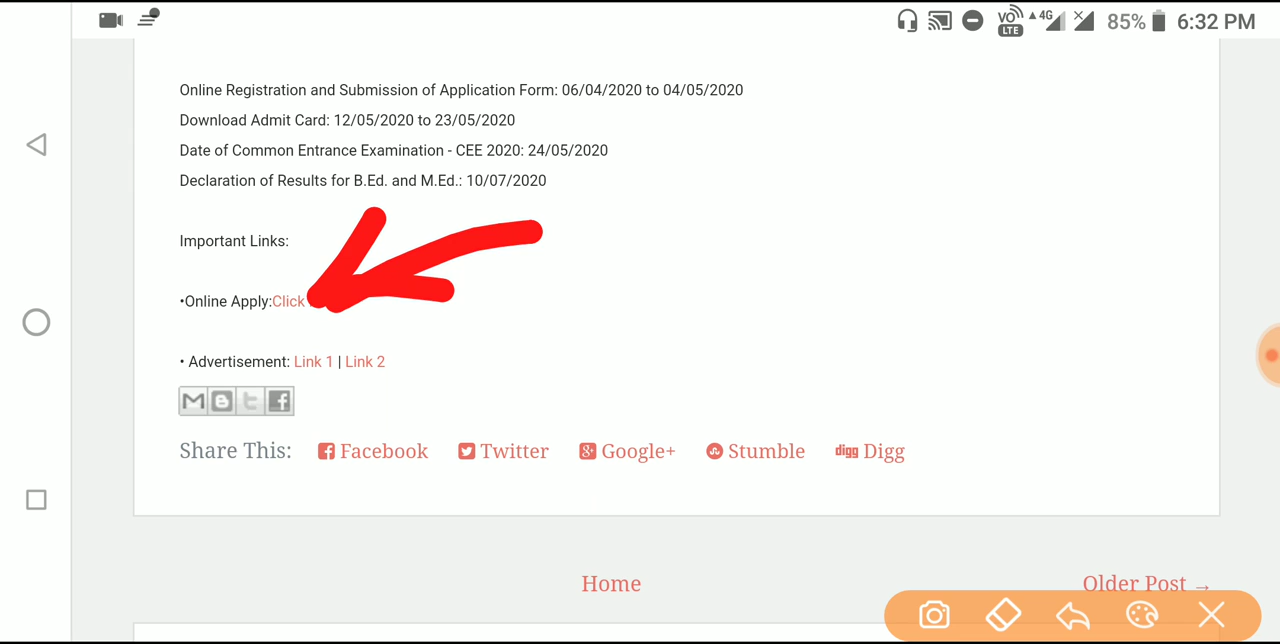 VO
LTE
4G
85%
6:32 PM
Online Registration and Submission of Application Form: 06/04/2020 to 04/05/2020
Download Admit Card: 12/05/2020 to 23/05/2020
Date of Common Entrance Examination - CEE 2020: 24/05/2020
Declaration of Results for B.Ed. and M.Ed.: 10/07/2020
Important Links:
•Online Apply:Click
• Advertisement: Link 1 | Link 2
Share This: Facebook Twitter Google+ Stumble digg Digg
Home
Older Post →